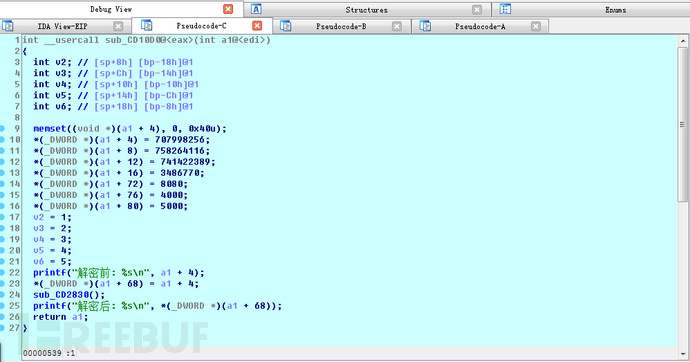 Debug View
Structures
Enums
IDA View-EIP
Pseudocode-C
Pseudocode-B
Pseudocode-A
1 int __usercall sub_CD10D0@<eax>(int a1@<edi>)
2 {
3 int v2; // [sp+8h] [bp-18h]@1
4 int v3; // [sp+Ch] [bp-14h]@1
5 int v4; // [sp+10h] [bp-10h]@1
6 int v5; // [sp+14h] [bp-Ch]@1
7 int v6; // [sp+18h] [bp-8h]@1
8
9 memset((void *)(a1 + 4), 0, 0x40u);
10 *(_DWORD *)(a1 + 4) = 707998256;
11 *(_DWORD *)(a1 + 8) = 758264116;
12 *(_DWORD *)(a1 + 12) = 741422389;
13 *(_DWORD *)(a1 + 16) = 3486770;
14 *(_DWORD *)(a1 + 72) = 8080;
15 *(_DWORD *)(a1 + 76) = 4000;
16 *(_DWORD *)(a1 + 80) = 5000;
17 v2 = 1;
18 v3 = 2;
19 v4 = 3;
20 v5 = 4;
21 v6 = 5;
22 printf("解密前: %s\n", a1 + 4);
23 *(_DWORD *)(a1 + 68) = a1 + 4;
24 sub_CD2830();
25 printf("解密后: %s\n", *(_DWORD *)(a1 + 68));
26 return a1;
27 }
REEBUF
00000539 :1